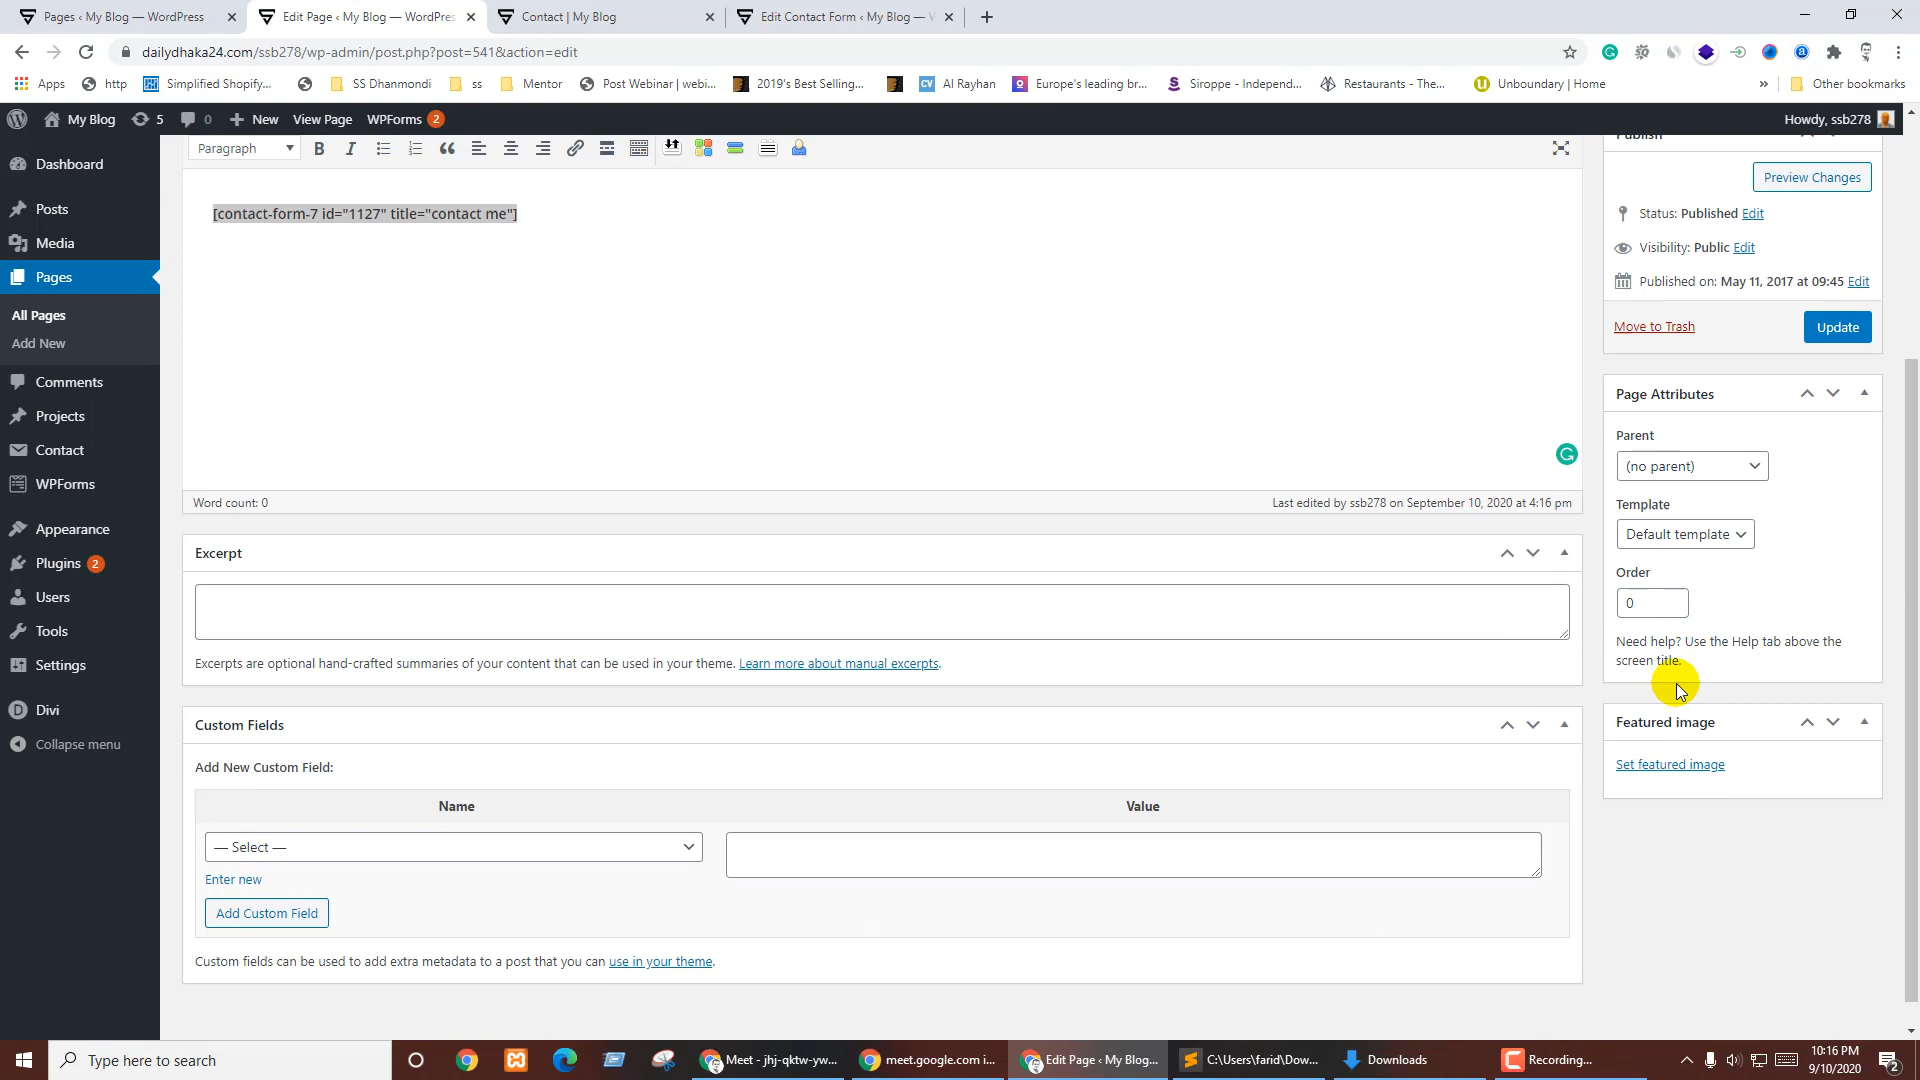 Pages ‹ My Blog — WordPress
Edit Page ‹ My Blog — WordPres
Contact | My Blog
Edit Contact Form ‹ My Blog — W
dailydhaka24.com/ssb278/wp-admin/post.php?post=541&action=edit
Apps
http
Simplified Shopify...
SS Dhanmondi
ss
Mentor
Post Webinar | webi...
2019's Best Selling...
Al Rayhan
Europe's leading br...
Siroppe - Independ...
Restaurants - The...
Unboundary | Home
»
Other bookmarks
My Blog
5
0
New
View Page
WPForms 2
Howdy, ssb278
Dashboard
Posts
Media
Pages
All Pages
Add New
Comments
Projects
Contact
WPForms
Appearance
Plugins 2
Users
Tools
Settings
Divi
Collapse menu
Paragraph
B
I
[contact-form-7 id="1127" title="contact me"]
Word count: 0
Last edited by ssb278 on September 10, 2020 at 4:16 pm
Excerpt
Excerpts are optional hand-crafted summaries of your content that can be used in your theme. Learn more about manual excerpts.
Custom Fields
Add New Custom Field:
Name
Value
— Select —
Enter new
Add Custom Field
Custom fields can be used to add extra metadata to a post that you can use in your theme.
Publish
Preview Changes
Status: Published Edit
Visibility: Public Edit
Published on: May 11, 2017 at 09:45 Edit
Move to Trash
Update
Page Attributes
Parent
(no parent)
Template
Default template
Order
0
Need help? Use the Help tab above the
screen title.
Featured image
Set featured image
Type here to search
Meet - jhj-qktw-yw...
meet.google.com i...
Edit Page ‹ My Blog...
C:\Users\farid\Dow...
Downloads
Recording...
10:16 PM
9/10/2020
2